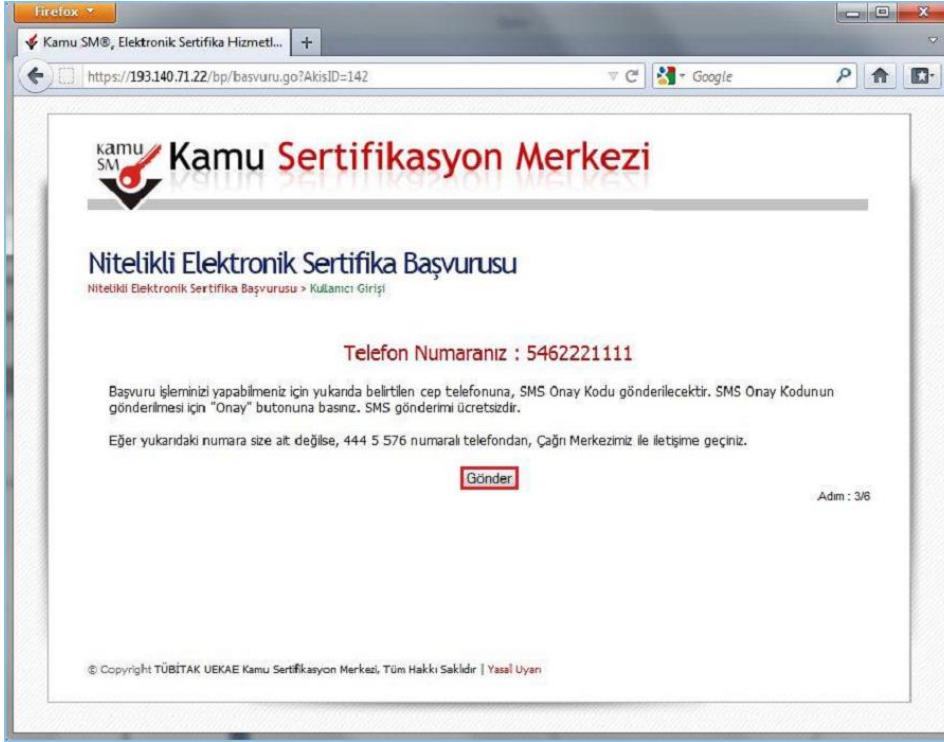 Firefox
Kamu SM®, Elektronik Sertifika Hizmetl...
https://193.140.71.22/bp/basvuru.go?AkisID=142
Google
Kamu SM
Kamu Sertifikasyon Merkezi
Nitelikli Elektronik Sertifika Başvurusu
Nitelikli Elektronik Sertifika Başvurusu > Kullanıcı Girişi
Telefon Numaranız : 5462221111
Başvuru işleminizi yapabilmeniz için yukarıda belirtilen cep telefonuna, SMS Onay Kodu gönderilecektir. SMS Onay Kodunun
gönderilmesi için "Onay" butonuna basınız. SMS gönderimi ücretsizdir.
Eğer yukarıdaki numara size ait değilse, 444 5 576 numaralı telefondan, Çağrı Merkezimiz ile iletişime geçiniz.
Gönder
Adım : 3/6
© Copyright TÜBİTAK UEKAE Kamu Sertifikasyon Merkezi, Tüm Hakkı Saklıdır | Yasal Uyarı